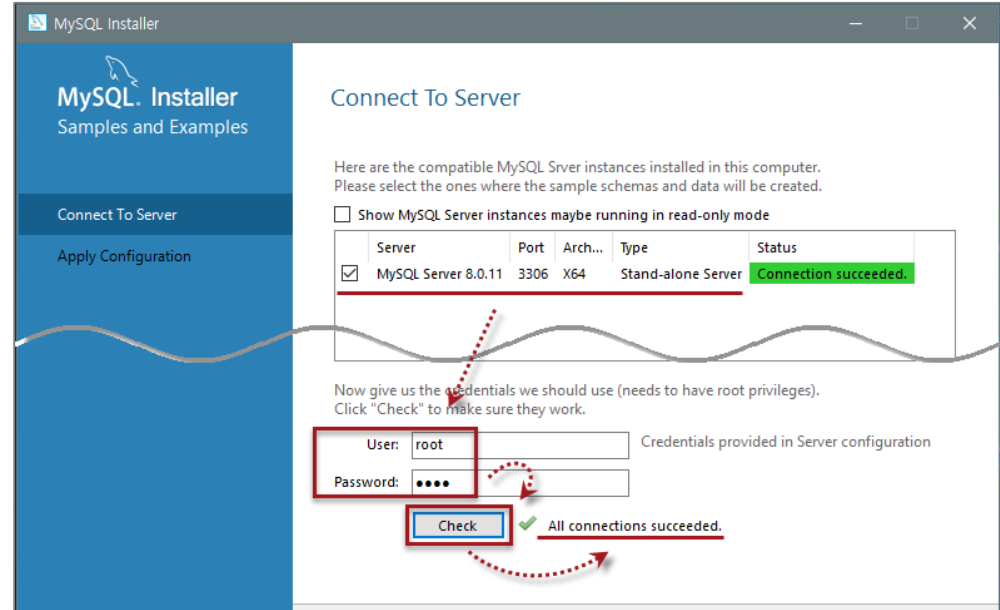 MySQL Installer
MySQL. Installer
Samples and Examples
Connect To Server
Apply Configuration
Connect To Server
Here are the compatible MySQL Srver instances installed in this computer.
Please select the ones where the sample schemas and data will be created.
Show MySQL Server instances maybe running in read-only mode
Server Port Arch... Type Status
MySQL Server 8.0.11 3306 X64 Stand-alone Server Connection succeeded.
Now give us the credentials we should use (needs to have root privileges).
Click "Check" to make sure they work.
User: root Credentials provided in Server configuration
Password: ●●●●
Check All connections succeeded.